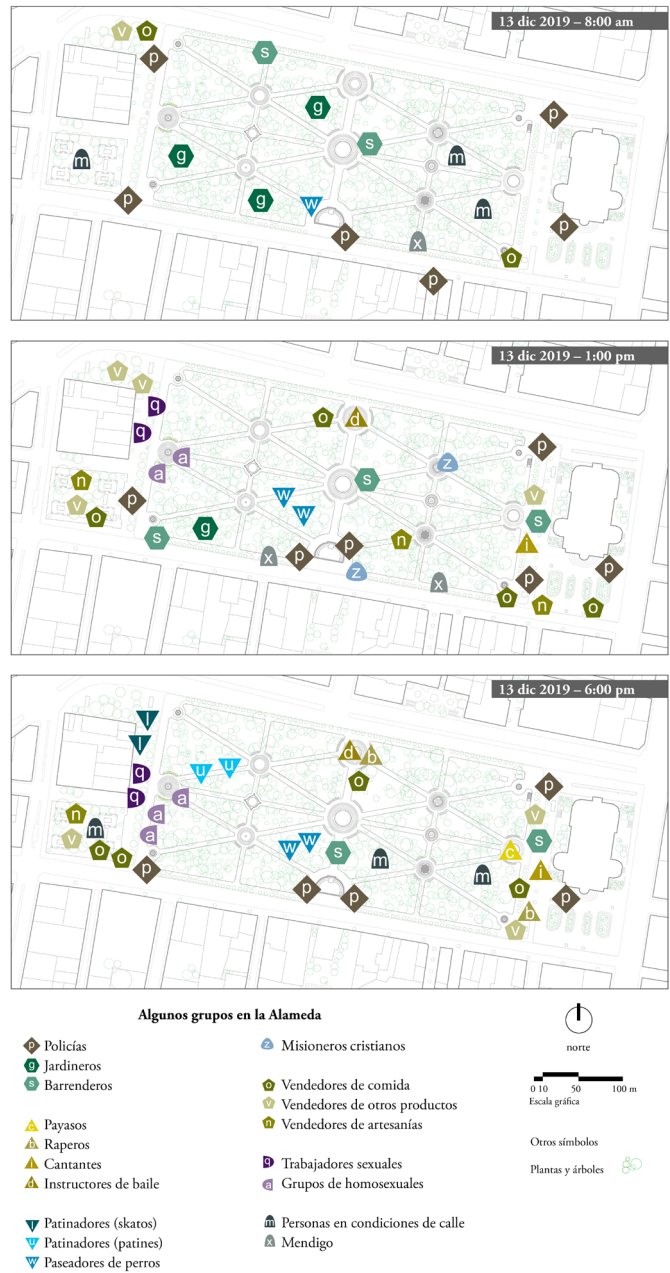 13 dic 2019 – 8:00 am
v o
p
s
g
p
s
g
m
m
p
g
w
m
p
p
x
o
p
13 dic 2019 – 1:00 pm
v
v
q
o d
q
p
a
a
z
n
s
w
v
v
p
w
o
s
g
s
n
i
p
p
x
z
p
p
x
o
n
o
13 dic 2019 – 6:00 pm
l
l
d b
u u
q
o
p
q
a
a
n
v
m
a
w w
s
v
s
c
o o
m
i
p
m
o
p
p
p
b
v
Algunos grupos en la Alameda
p Policías
g Jardineros
s Barrenderos
c Payasos
b Raperos
i Cantantes
d Instructores de baile
l Patinadores (skatos)
u Patinadores (patines)
w Paseadores de perros
z Misioneros cristianos
o Vendedores de comida
v Vendedores de otros productos
n Vendedores de artesanías
q Trabajadores sexuales
a Grupos de homosexuales
m Personas en condiciones de calle
x Mendigo
norte
0 10 50 100 m
Escala gráfica
Otros símbolos
Plantas y árboles